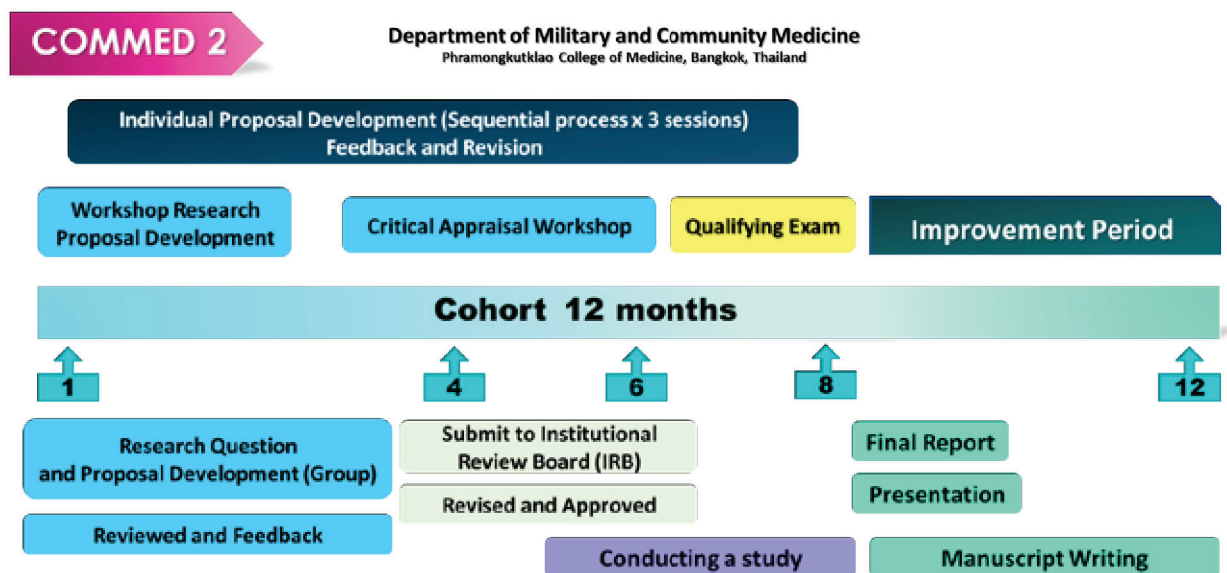 COMMED 2
Department of Military and Community Medicine
Phramongkutklao College of Medicine, Bangkok, Thailand
Individual Proposal Development (Sequential process x 3 sessions)
Feedback and Revision
Workshop Research
Proposal Development
Critical Appraisal Workshop
Qualifying Exam
Improvement Period
Cohort 12 months
1
4
6
8
12
Research Question
and Proposal Development (Group)
Reviewed and Feedback
Submit to Institutional
Review Board (IRB)
Revised and Approved
Conducting a study
Final Report
Presentation
Manuscript Writing